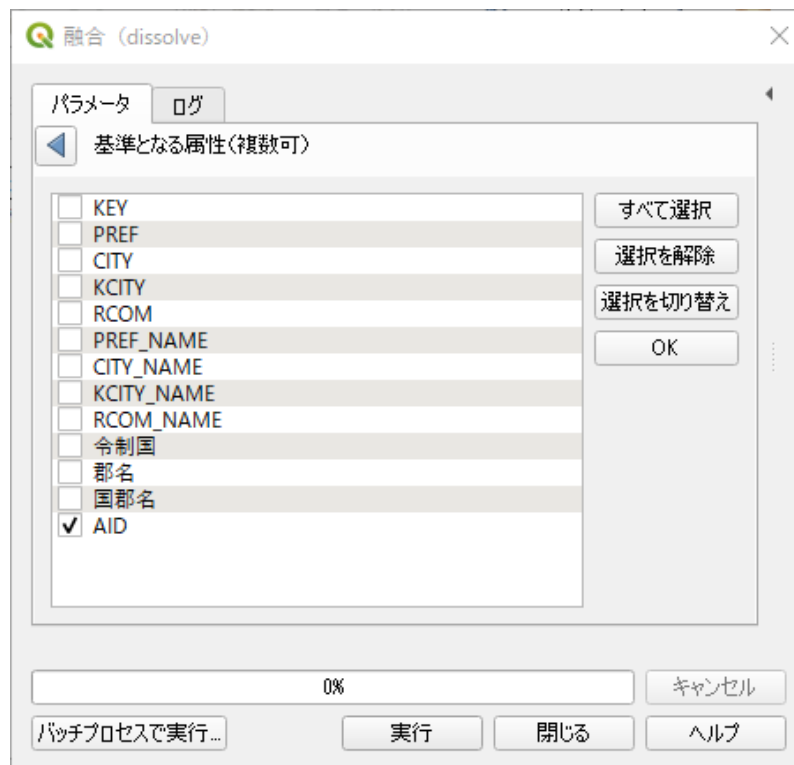 融合（dissolve）
パラメータ
ログ
基準となる属性(複数可)
KEY
PREF
CITY
KCITY
RCOM
PREF_NAME
CITY_NAME
KCITY_NAME
RCOM_NAME
令制国
郡名
国郡名
AID
すべて選択
選択を解除
選択を切り替え
OK
0%
キャンセル
バッチプロセスで実行...
実行
閉じる
ヘルプ